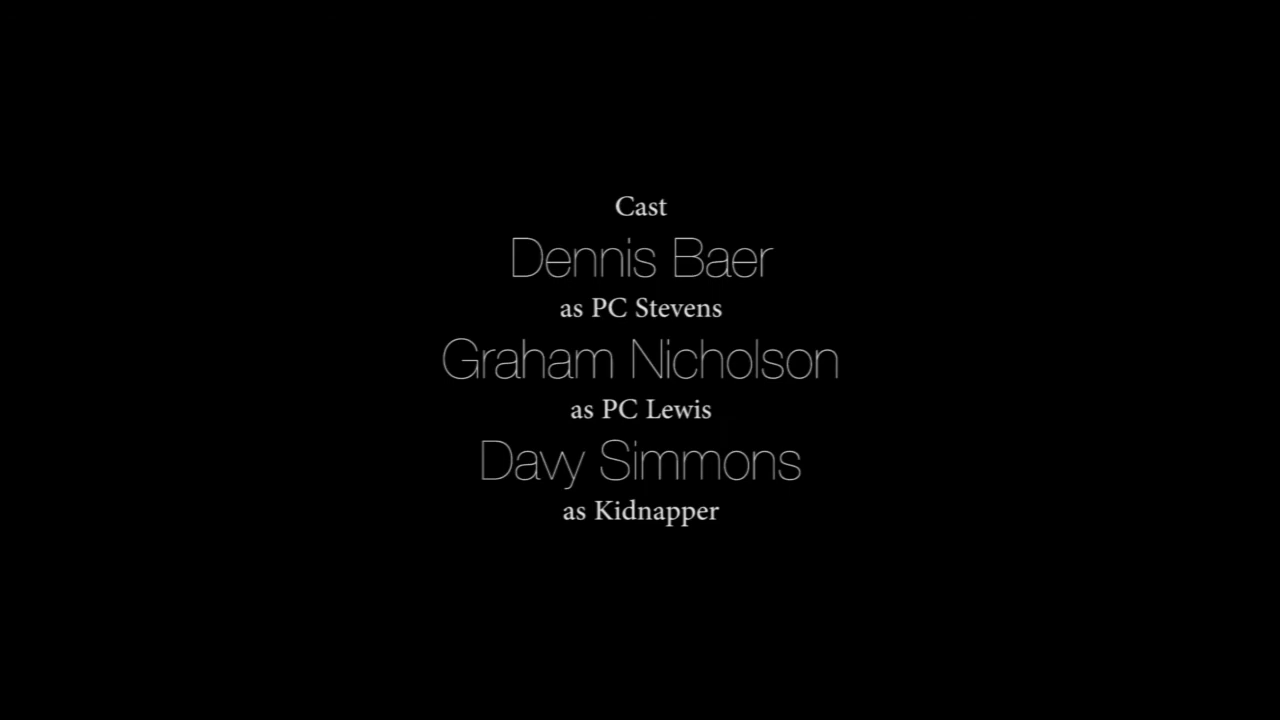 Cast
Dennis Baer
as PC Stevens
Graham Nicholson
as PC Lewis
Davy Simmons
as Kidnapper